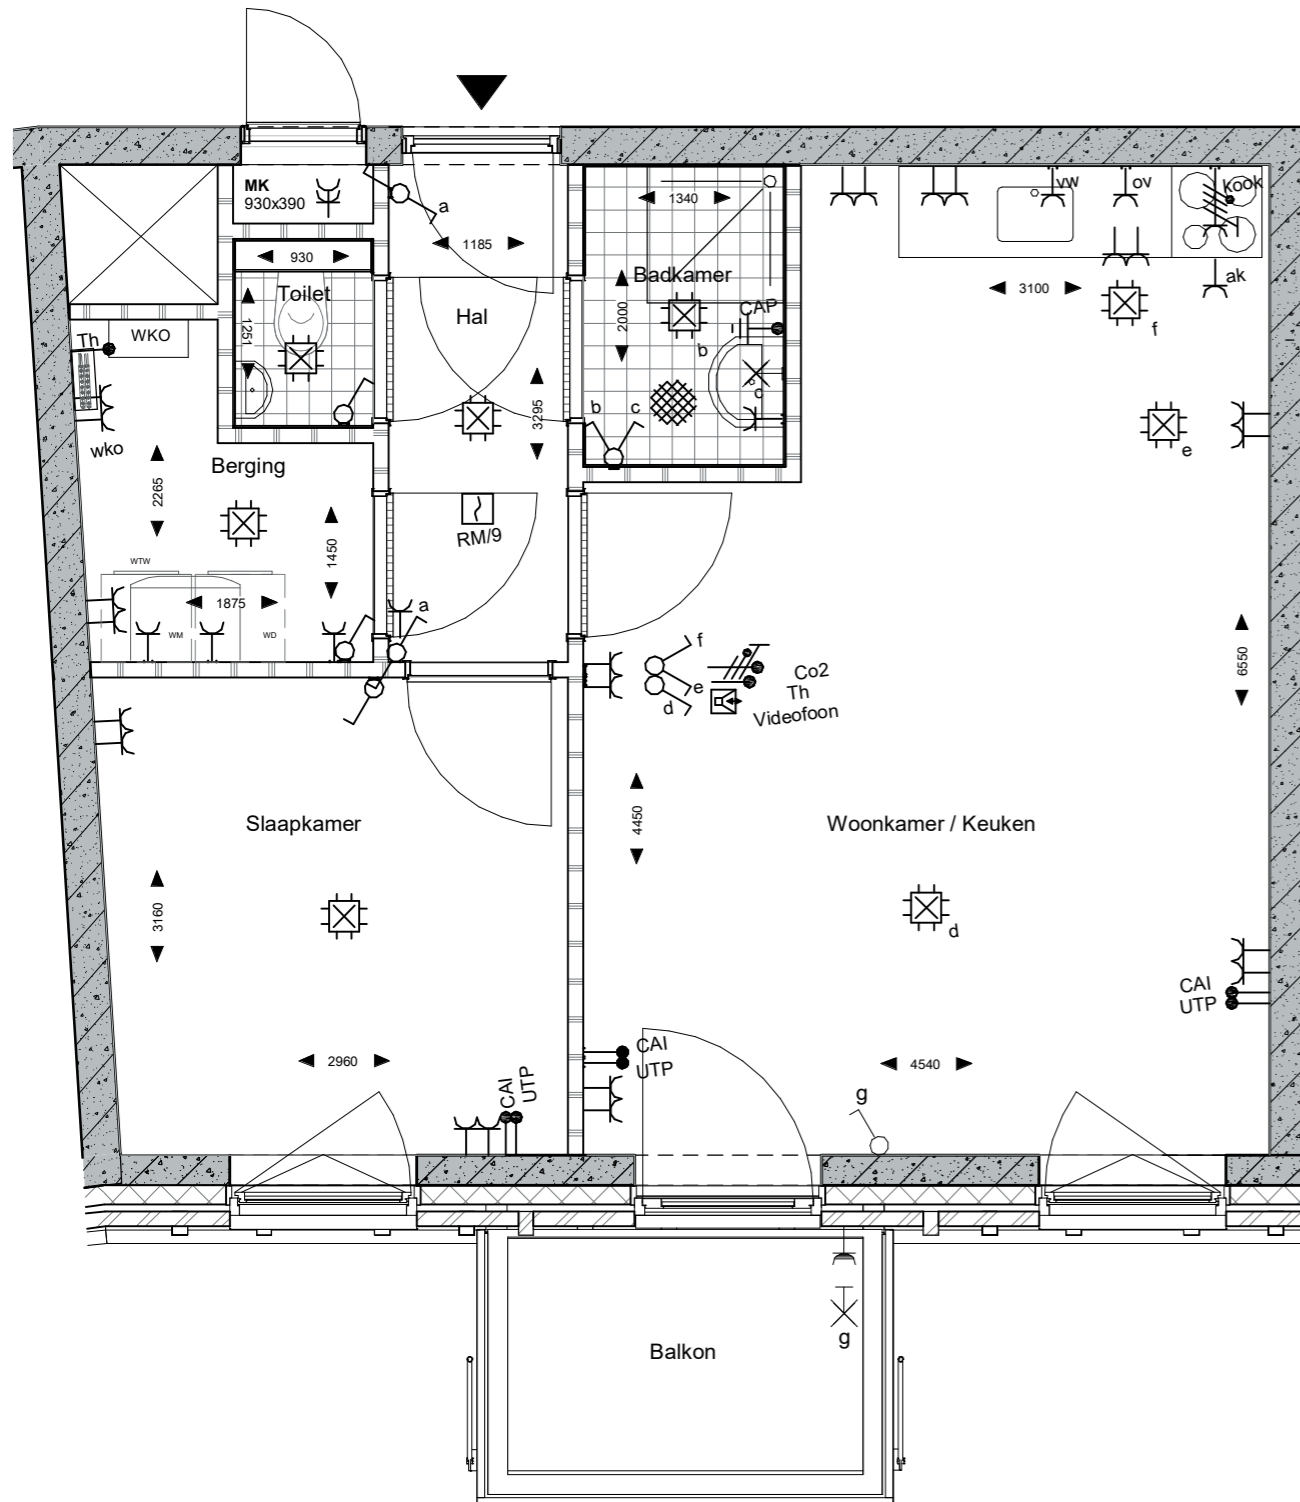 MK
930x390
a
1340
vw
ov
kook
930
1185
Toilet
Hal
Badkamer
ak
3100
f
2000
CAP
1251
Th
WKO
b
c
3295
b
c
e
wko
Berging
2265
RM/9
1450
WTW
1875
a
WM
WD
f
e
d
Co2
Th
Videofoon
6550
4450
Slaapkamer
Woonkamer / Keuken
3160
d
CAI
UTP
2960
CAI
UTP
CAI
UTP
4540
g
g
Balkon